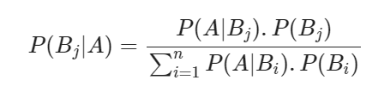 P(B_j|A) = \frac{P(A|B_j). P(B_j)}{\sum_{i=1}^{n} P(A|B_i). P(B_i)}